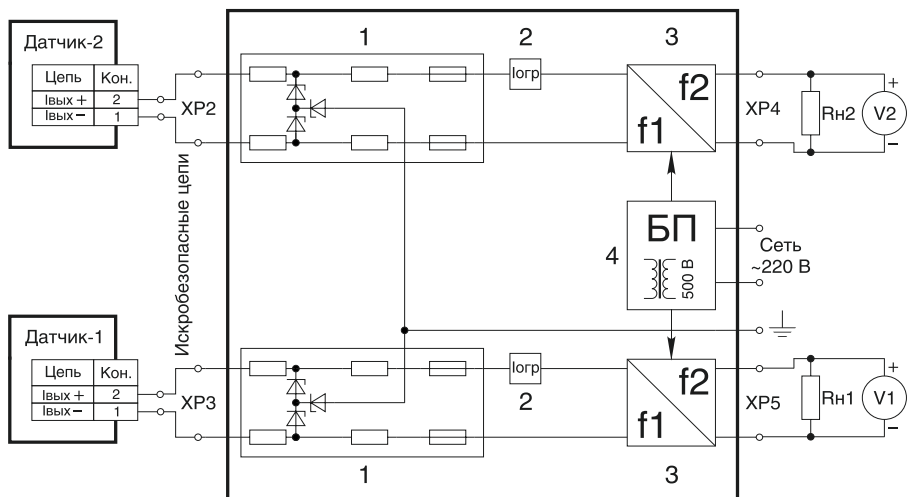 Датчик-2
Цепь Кон.
Iвых + 2
Iвых – 1
XP2
1
2
3
Iогр
f2
f1
XP4
Rн2
V2
+
–
Искробезопасные цепи
4
БП
500 В
Сеть
~220 В
Датчик-1
Цепь Кон.
Iвых + 2
Iвых – 1
XP3
Iогр
2
f2
f1
XP5
Rн1
V1
+
–
1
3